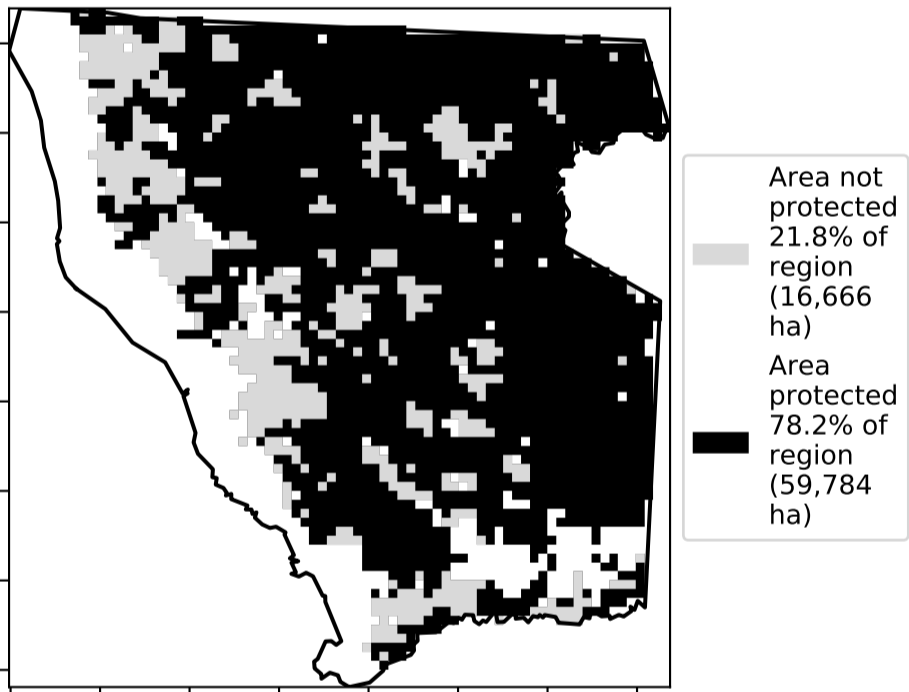 Area not
protected
21.8% of
region
(16,666
ha)
Area
protected
78.2% of
region
(59,784
ha)